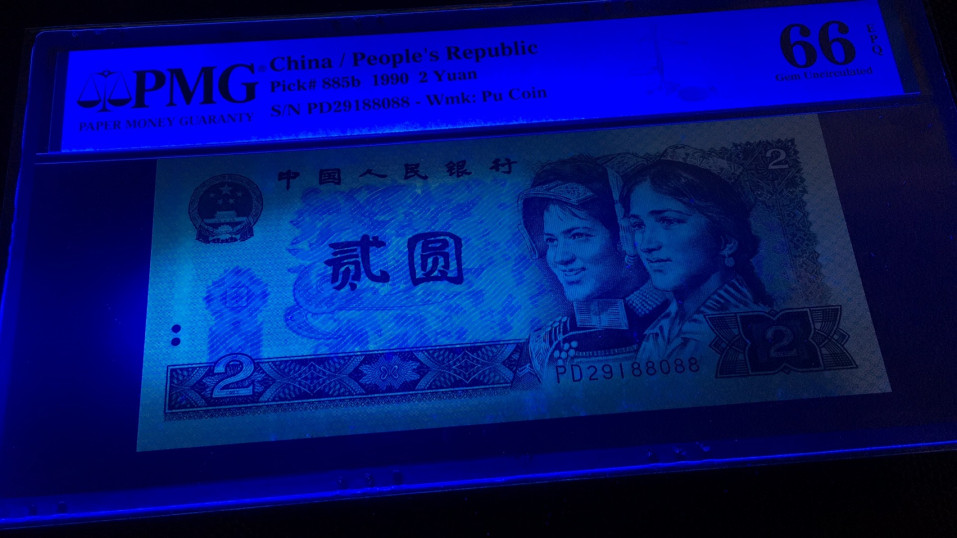 PMG
PAPER MONEY GUARANTY
China / People's Republic
Pick# 885b 1990 2 Yuan
S/N PD29188088 - Wmk: Pu Coin
66 EPQ
Gem Uncirculated
中国人民银行
2
贰圆
2
PD29188088
2